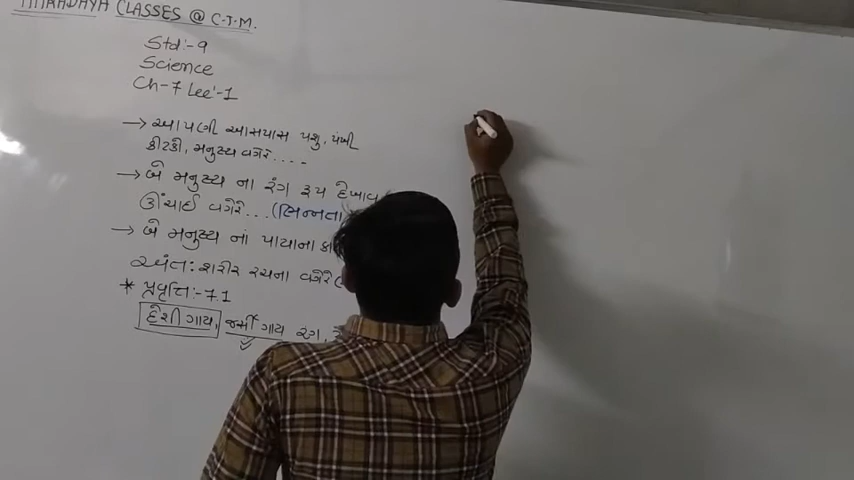 CLASSES @ C.T.M.
Std:-9
Science
Ch-7 Lec'-1
→ આપણી આસપાસ પશુ, પંખી
કીટકો, મનુષ્ય વગેરે....
→ બે મનુષ્ય ના રંગ રૂપ દેખાવ
ઊંચાઈ વગેરે... (ભિન્નતા
→ બે મનુષ્ય નાં પાયાના
અંત: શરીર રચના વગેરે
* પ્રવૃત્તિ:-7.1
દેશી ગાય, જર્સી ગાય રંગ,